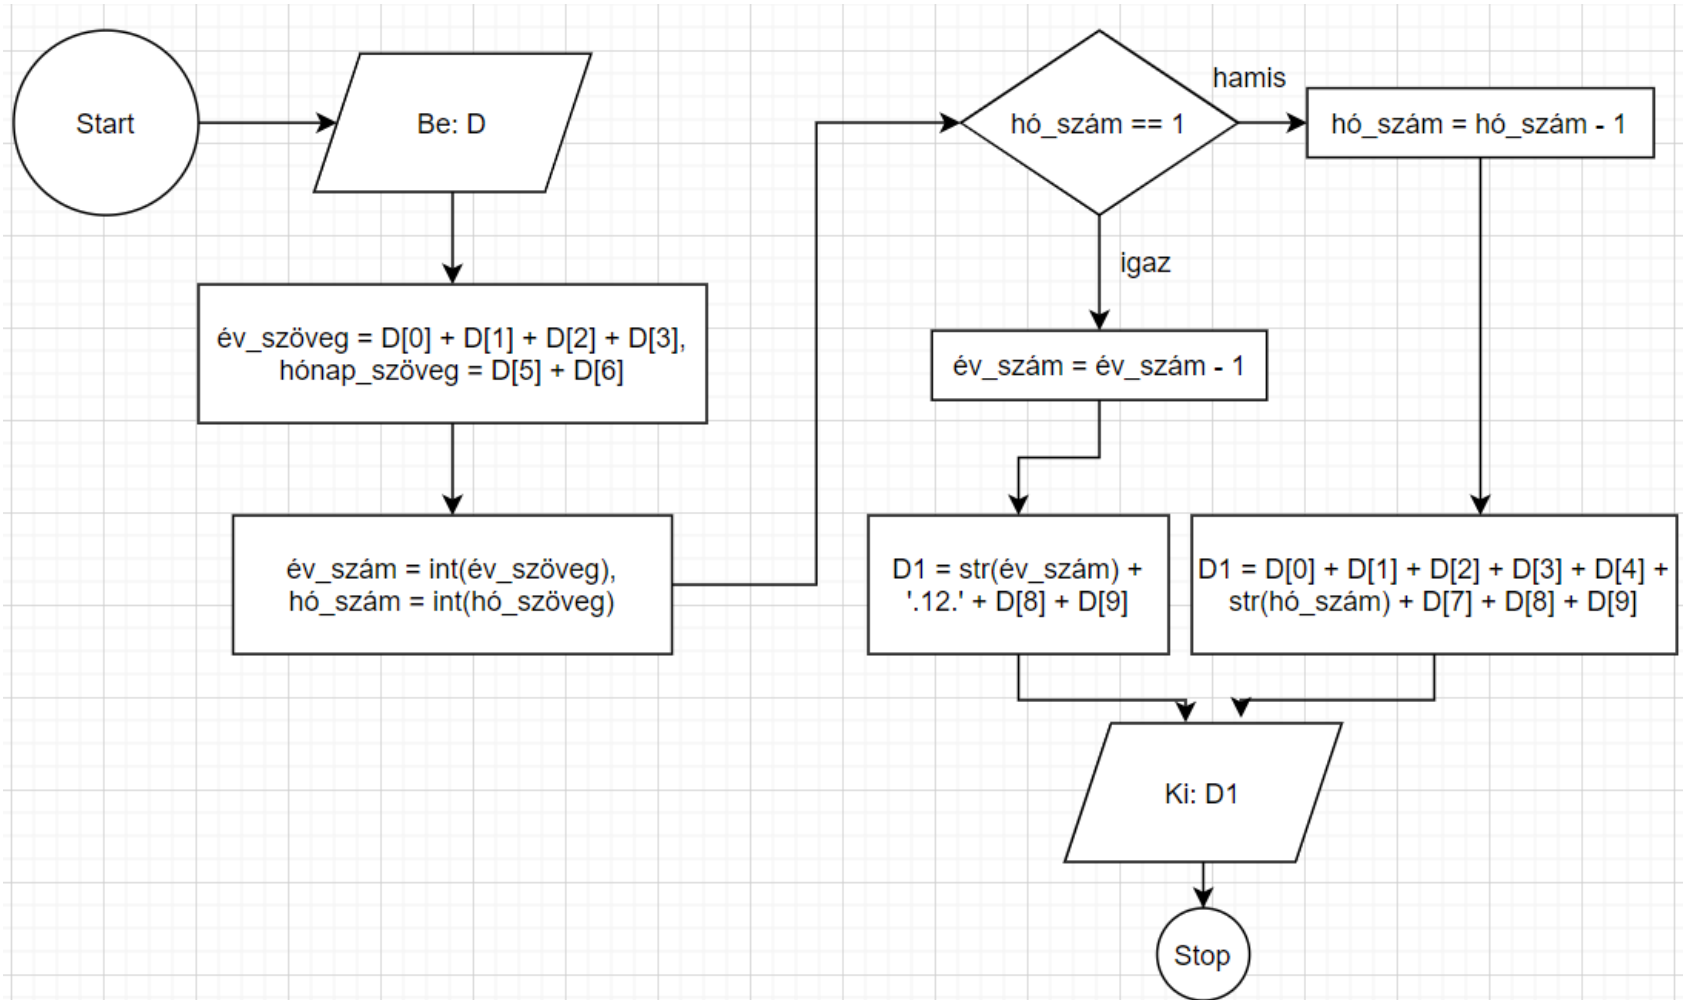 Start
Be: D
év_szöveg = D[0] + D[1] + D[2] + D[3],
hónap_szöveg = D[5] + D[6]
év_szám = int(év_szöveg),
hó_szám = int(hó_szöveg)
hó_szám == 1
hamis
hó_szám = hó_szám - 1
igaz
év_szám = év_szám - 1
D1 = str(év_szám) +
'.12.' + D[8] + D[9]
D1 = D[0] + D[1] + D[2] + D[3] + D[4] +
str(hó_szám) + D[7] + D[8] + D[9]
Ki: D1
Stop